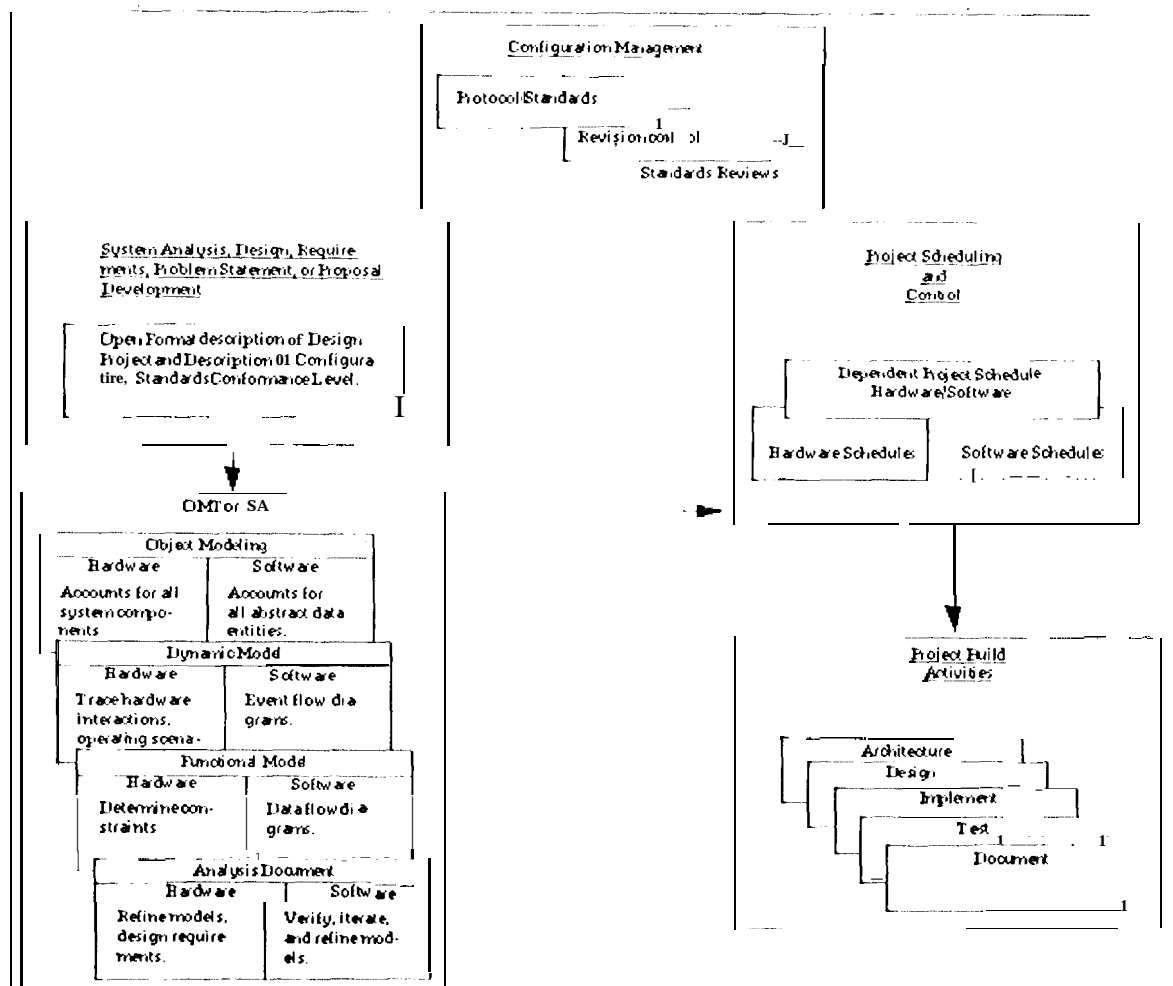 Configuration Management
Protocol/Standards
Revision
Standards Reviews
System Analysis, Design, Require
ments, Problem Statement, or Proposal
Development
Open Formal description of Design
Project and Description 01 Configura
tire, Standards Conformance Level.
OMT or SA
Object Modeling
Hardware
Software
Accounts for all
system compo-
nents
Accounts for
all abstract data
entities.
Dynamic Model
Hardware
Software
Trace hardware
interactions,
operating scena-
Event flow dia
grams.
Functional Model
Hardware
Software
Determine con-
straints
Data flow dia
grams.
Analysis Document
Hardware
Software
Refine models,
design require
ments.
Verify, iterate,
and refine mod-
els.
Project Scheduling
and
Control
Dependent Project Schedule
Hardware/Software
Hardware Schedules
Software Schedules
Project Build
Activities
Architecture
Design
Implement
Test
Document